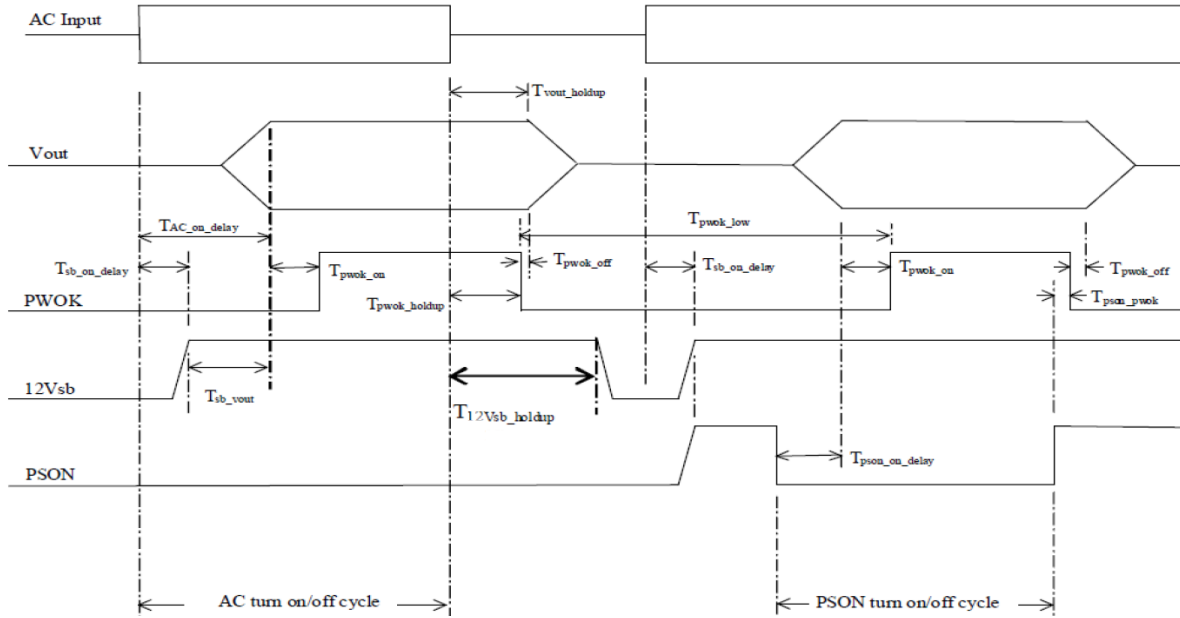 AC Input
Tvout_holdup
Vout
TAC_on_delay
Tpwok_low
Tsb_on_delay
Tpwok_on
Tpwok_off
Tsb_on_delay
Tpwok_on
Tpwok_off
PWOK
Tpwok_holdup
Tpson_pwok
12Vsb
Tsb_vout
T12Vsb_holdup
PSON
Tpson_on_delay
AC turn on/off cycle
PSON turn on/off cycle